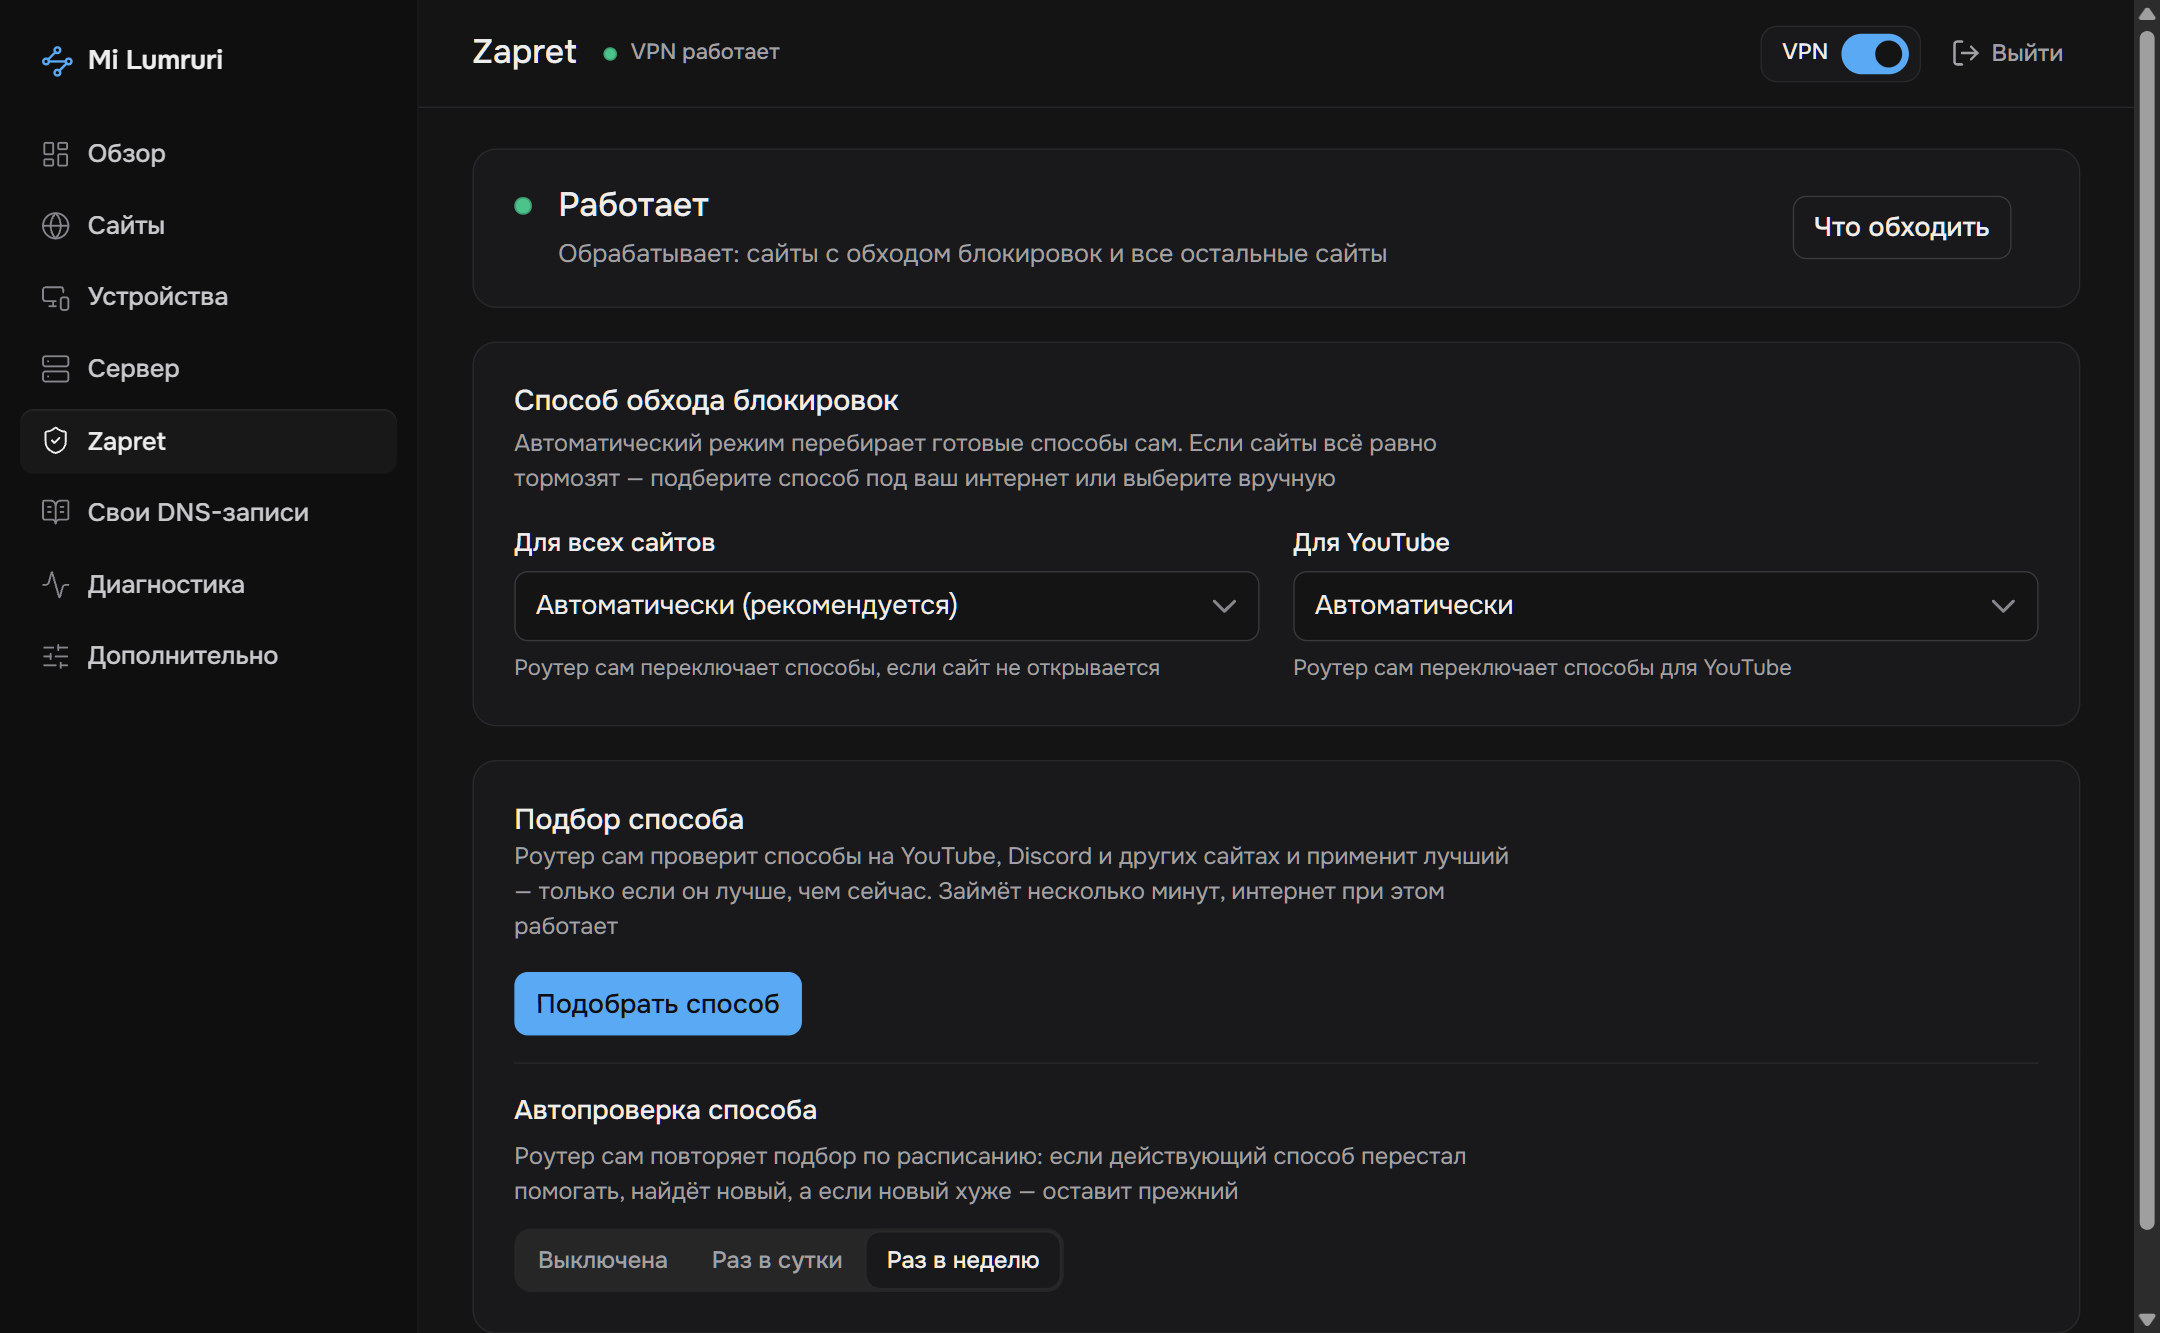 Mi Lumruri
Обзор
Сайты
Устройства
Сервер
Zapret
Свои DNS-записи
Диагностика
Дополнительно
Zapret
VPN работает
VPN
Выйти
Работает
Обрабатывает: сайты с обходом блокировок и все остальные сайты
Что обходить
Способ обхода блокировок
Автоматический режим перебирает готовые способы сам. Если сайты всё равно
тормозят — подберите способ под ваш интернет или выберите вручную
Для всех сайтов
Автоматически (рекомендуется)
Роутер сам переключает способы, если сайт не открывается
Для YouTube
Автоматически
Роутер сам переключает способы для YouTube
Подбор способа
Роутер сам проверит способы на YouTube, Discord и других сайтах и применит лучший
— только если он лучше, чем сейчас. Займёт несколько минут, интернет при этом
работает
Подобрать способ
Автопроверка способа
Роутер сам повторяет подбор по расписанию: если действующий способ перестал
помогать, найдёт новый, а если новый хуже — оставит прежний
Выключена
Раз в сутки
Раз в неделю